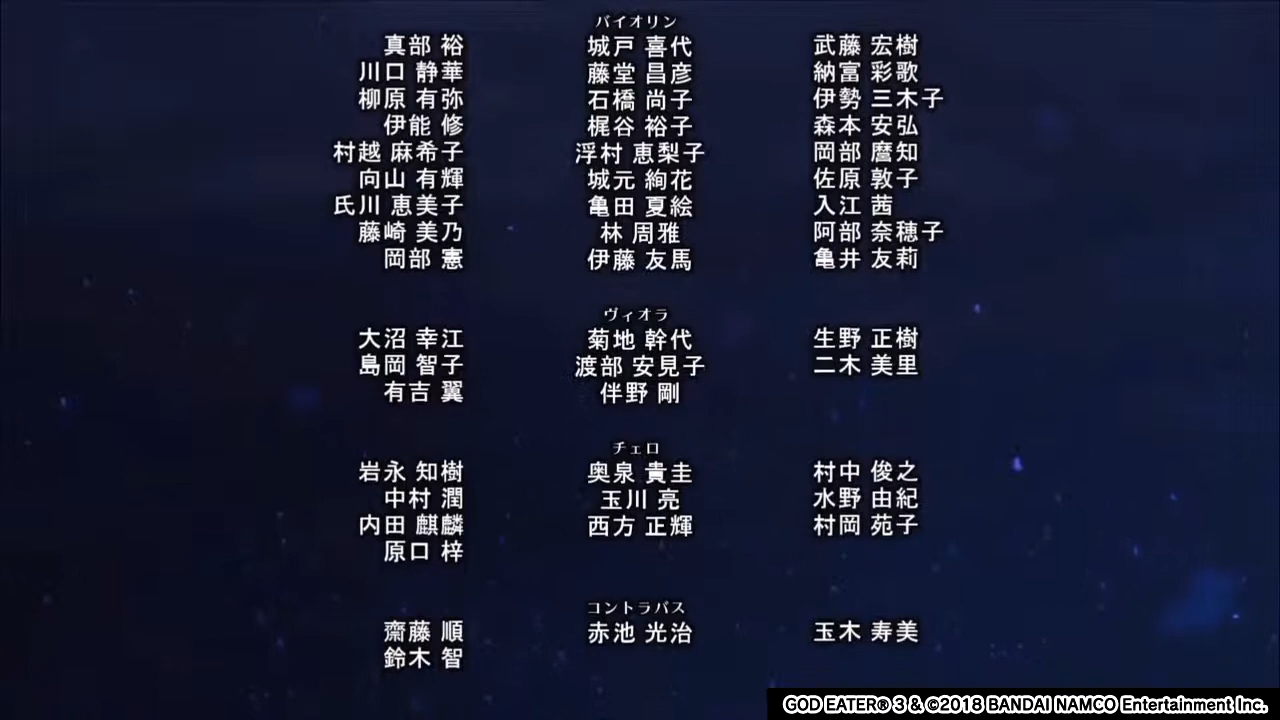 バイオリン
真部 裕 城戸 喜代 武藤 宏樹
川口 静華 藤堂 昌彦 納富 彩歌
柳原 有弥 石橋 尚子 伊勢 三木子
伊能 修 梶谷 裕子 森本 安弘
村越 麻希子 浮村 恵梨子 岡部 麿知
向山 有輝 城元 絢花 佐原 敦子
氏川 恵美子 亀田 夏絵 入江 茜
藤崎 美乃 林 周雅 阿部 奈穂子
岡部 憲 伊藤 友馬 亀井 友莉
ヴィオラ
大沼 幸江 菊地 幹代 生野 正樹
島岡 智子 渡部 安見子 二木 美里
有吉 翼 伴野 剛
チェロ
岩永 知樹 奥泉 貴圭 村中 俊之
中村 潤 玉川 亮 水野 由紀
内田 麒麟 西方 正輝 村岡 苑子
原口 梓
コントラバス
齋藤 順 赤池 光治 玉木 寿美
鈴木 智
GOD EATER® 3 & ©2018 BANDAI NAMCO Entertainment Inc.